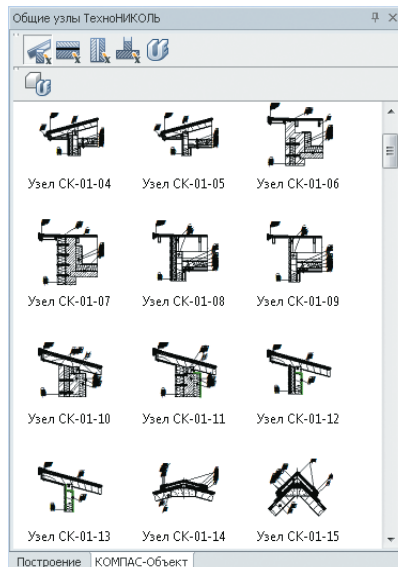 Общие узлы ТехноНИКОЛЬ
Узел СК-01-04 Узел СК-01-05 Узел СК-01-06
Узел СК-01-07 Узел СК-01-08 Узел СК-01-09
Узел СК-01-10 Узел СК-01-11 Узел СК-01-12
Узел СК-01-13 Узел СК-01-14 Узел СК-01-15
Построение КОМПАС-Объект